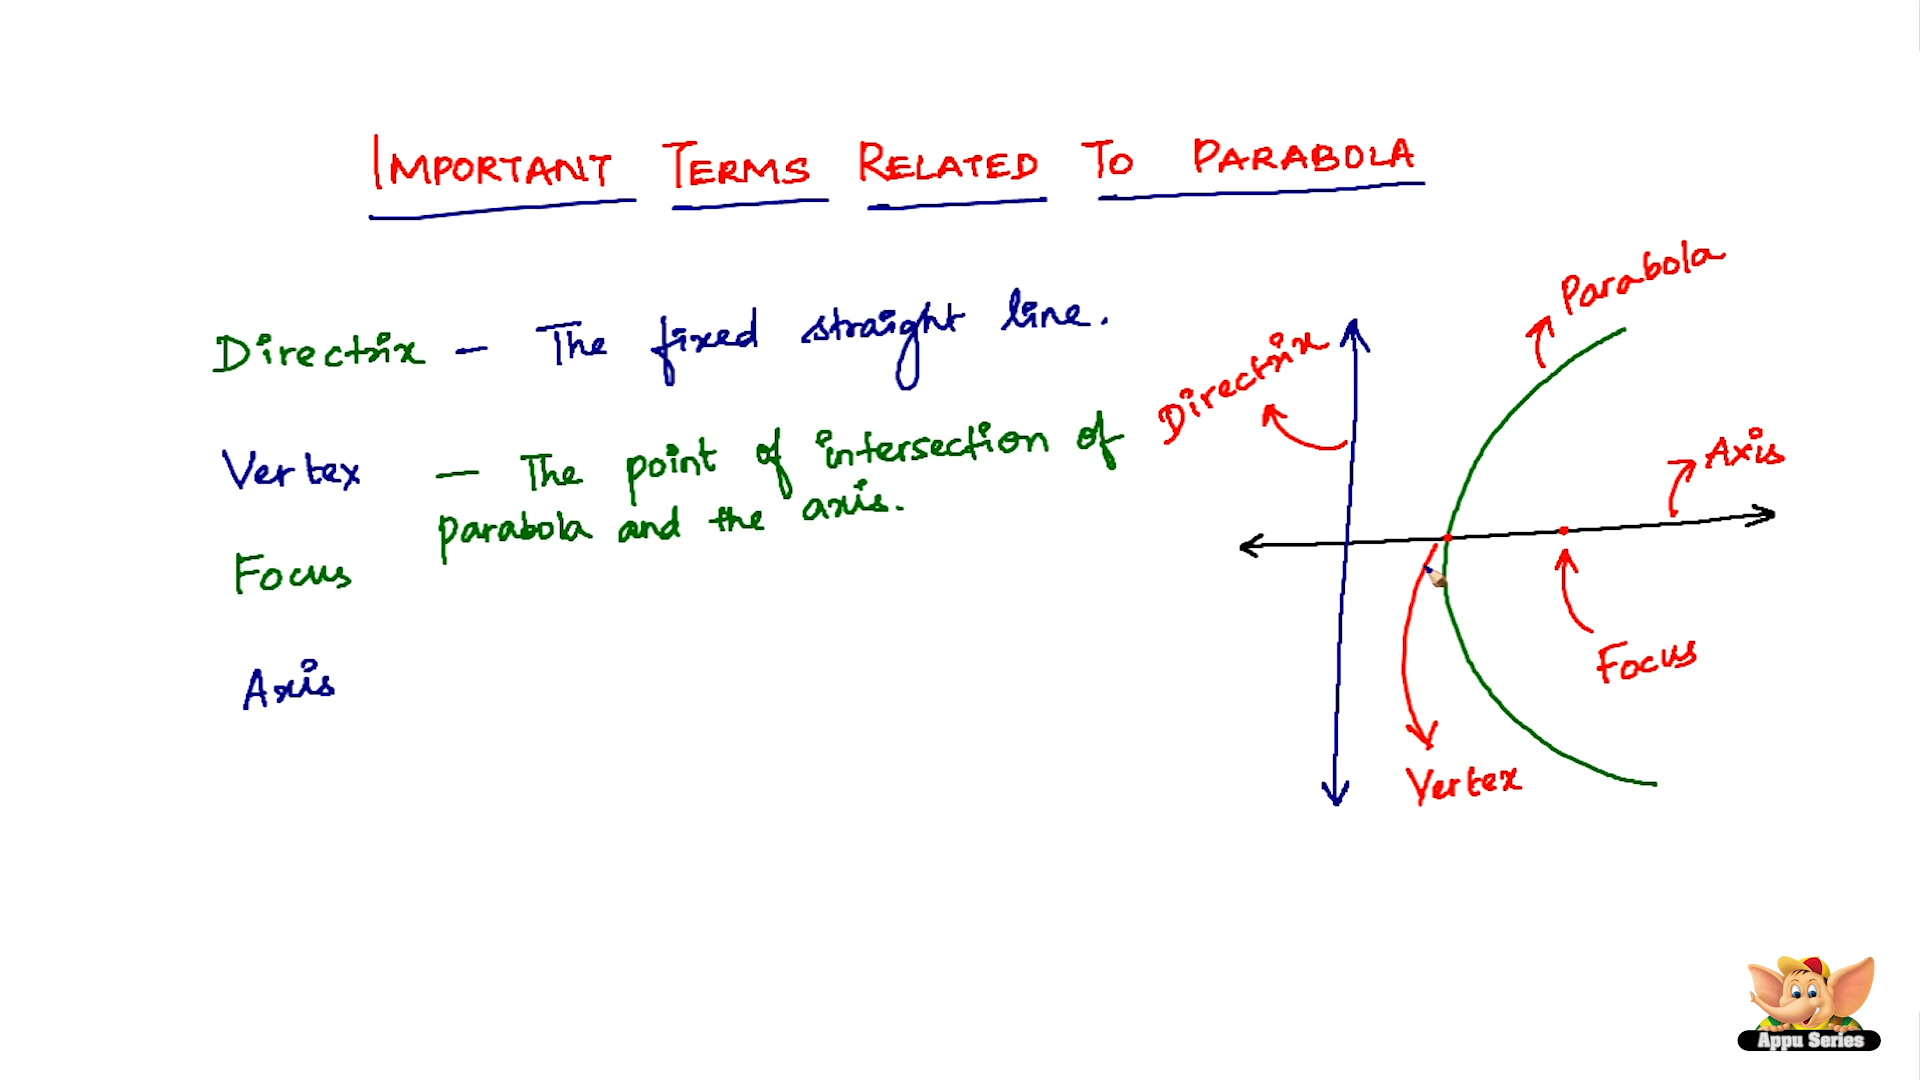 IMPORTANT TERMS RELATED TO PARABOLA
Directrix - The fixed straight line.
Vertex - The point of intersection of
parabola and the axis.
Focus
Axis
Parabola
Directrix
Axis
Focus
Vertex
Appu Series